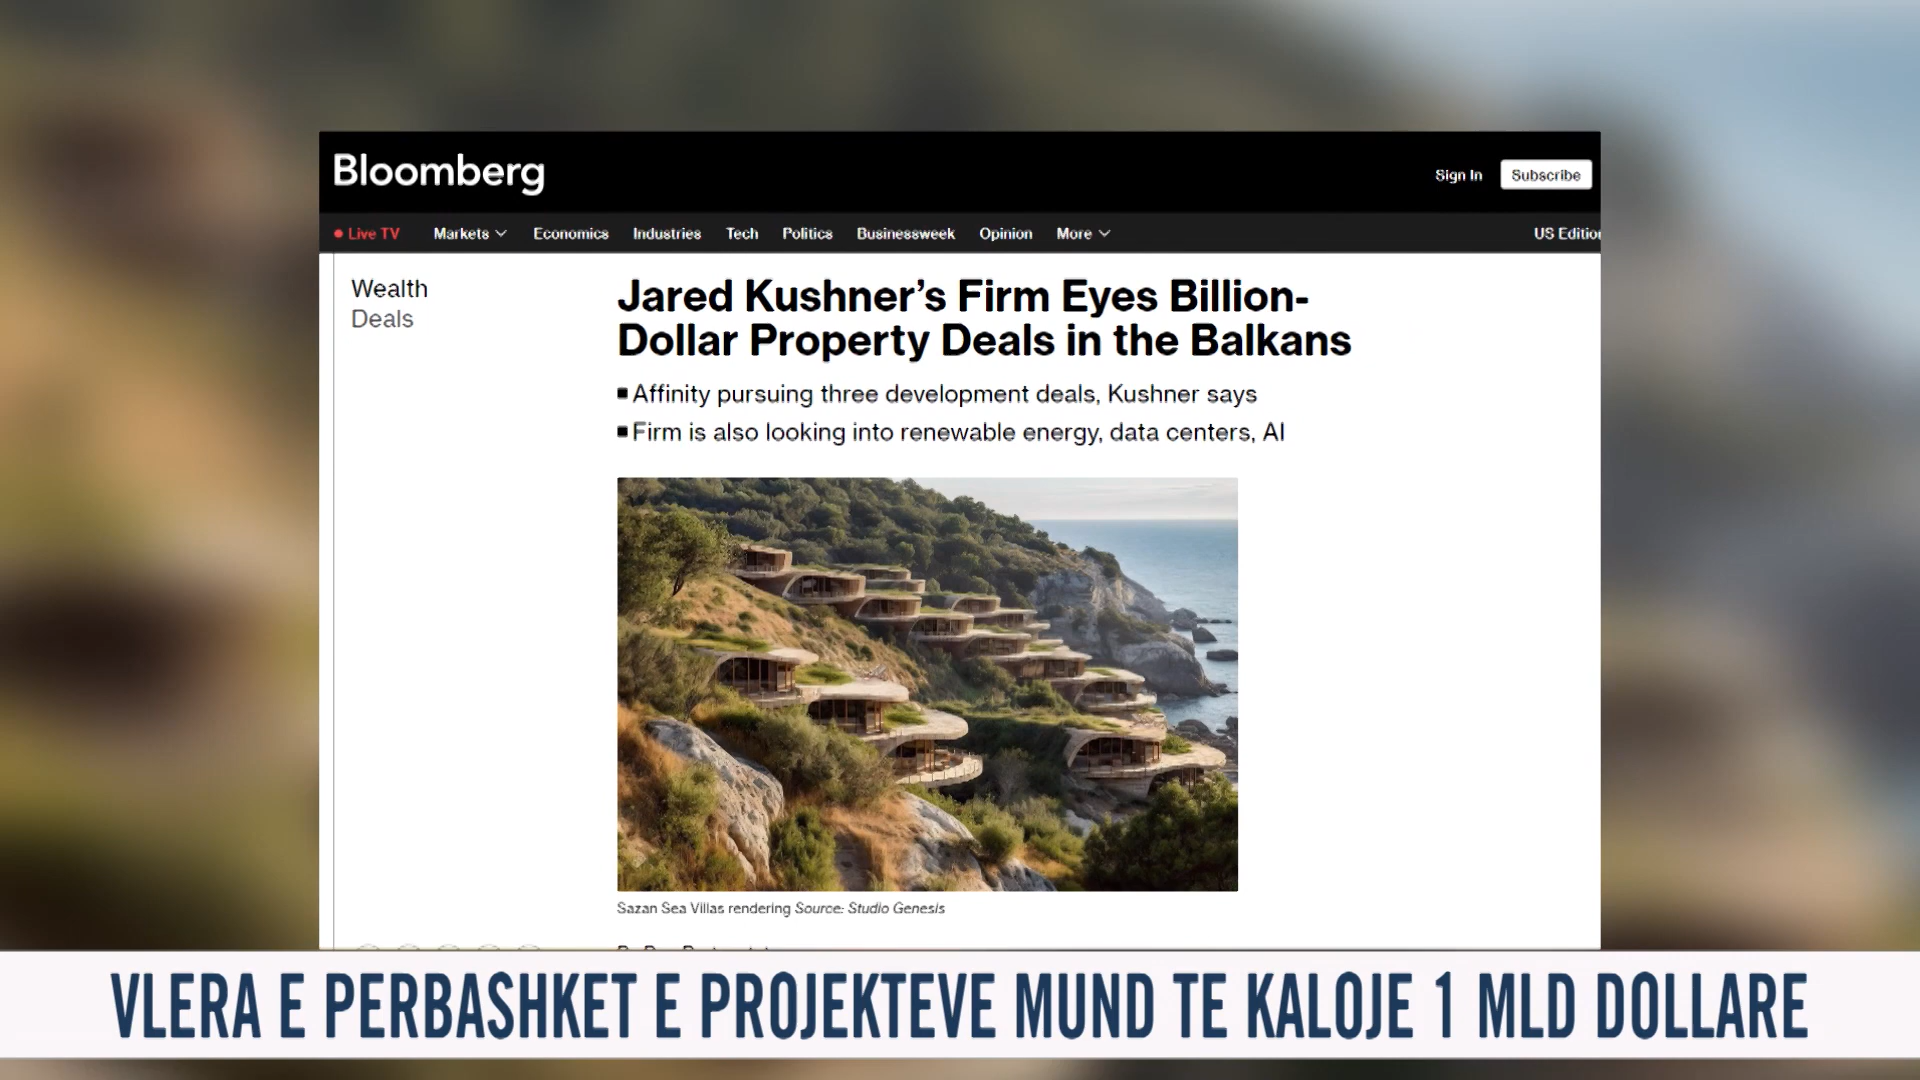 Bloomberg
Sign In
Subscribe
Live TV
Markets
Economics
Industries
Tech
Politics
Businessweek
Opinion
More
US Edition
Wealth
Deals
Jared Kushner’s Firm Eyes Billion-
Dollar Property Deals in the Balkans
■ Affinity pursuing three development deals, Kushner says
■ Firm is also looking into renewable energy, data centers, AI
Sazan Sea Villas rendering Source: Studio Genesis
VLERA E PERBASHKET E PROJEKTEVE MUND TE KALOJE 1 MLD DOLLARE